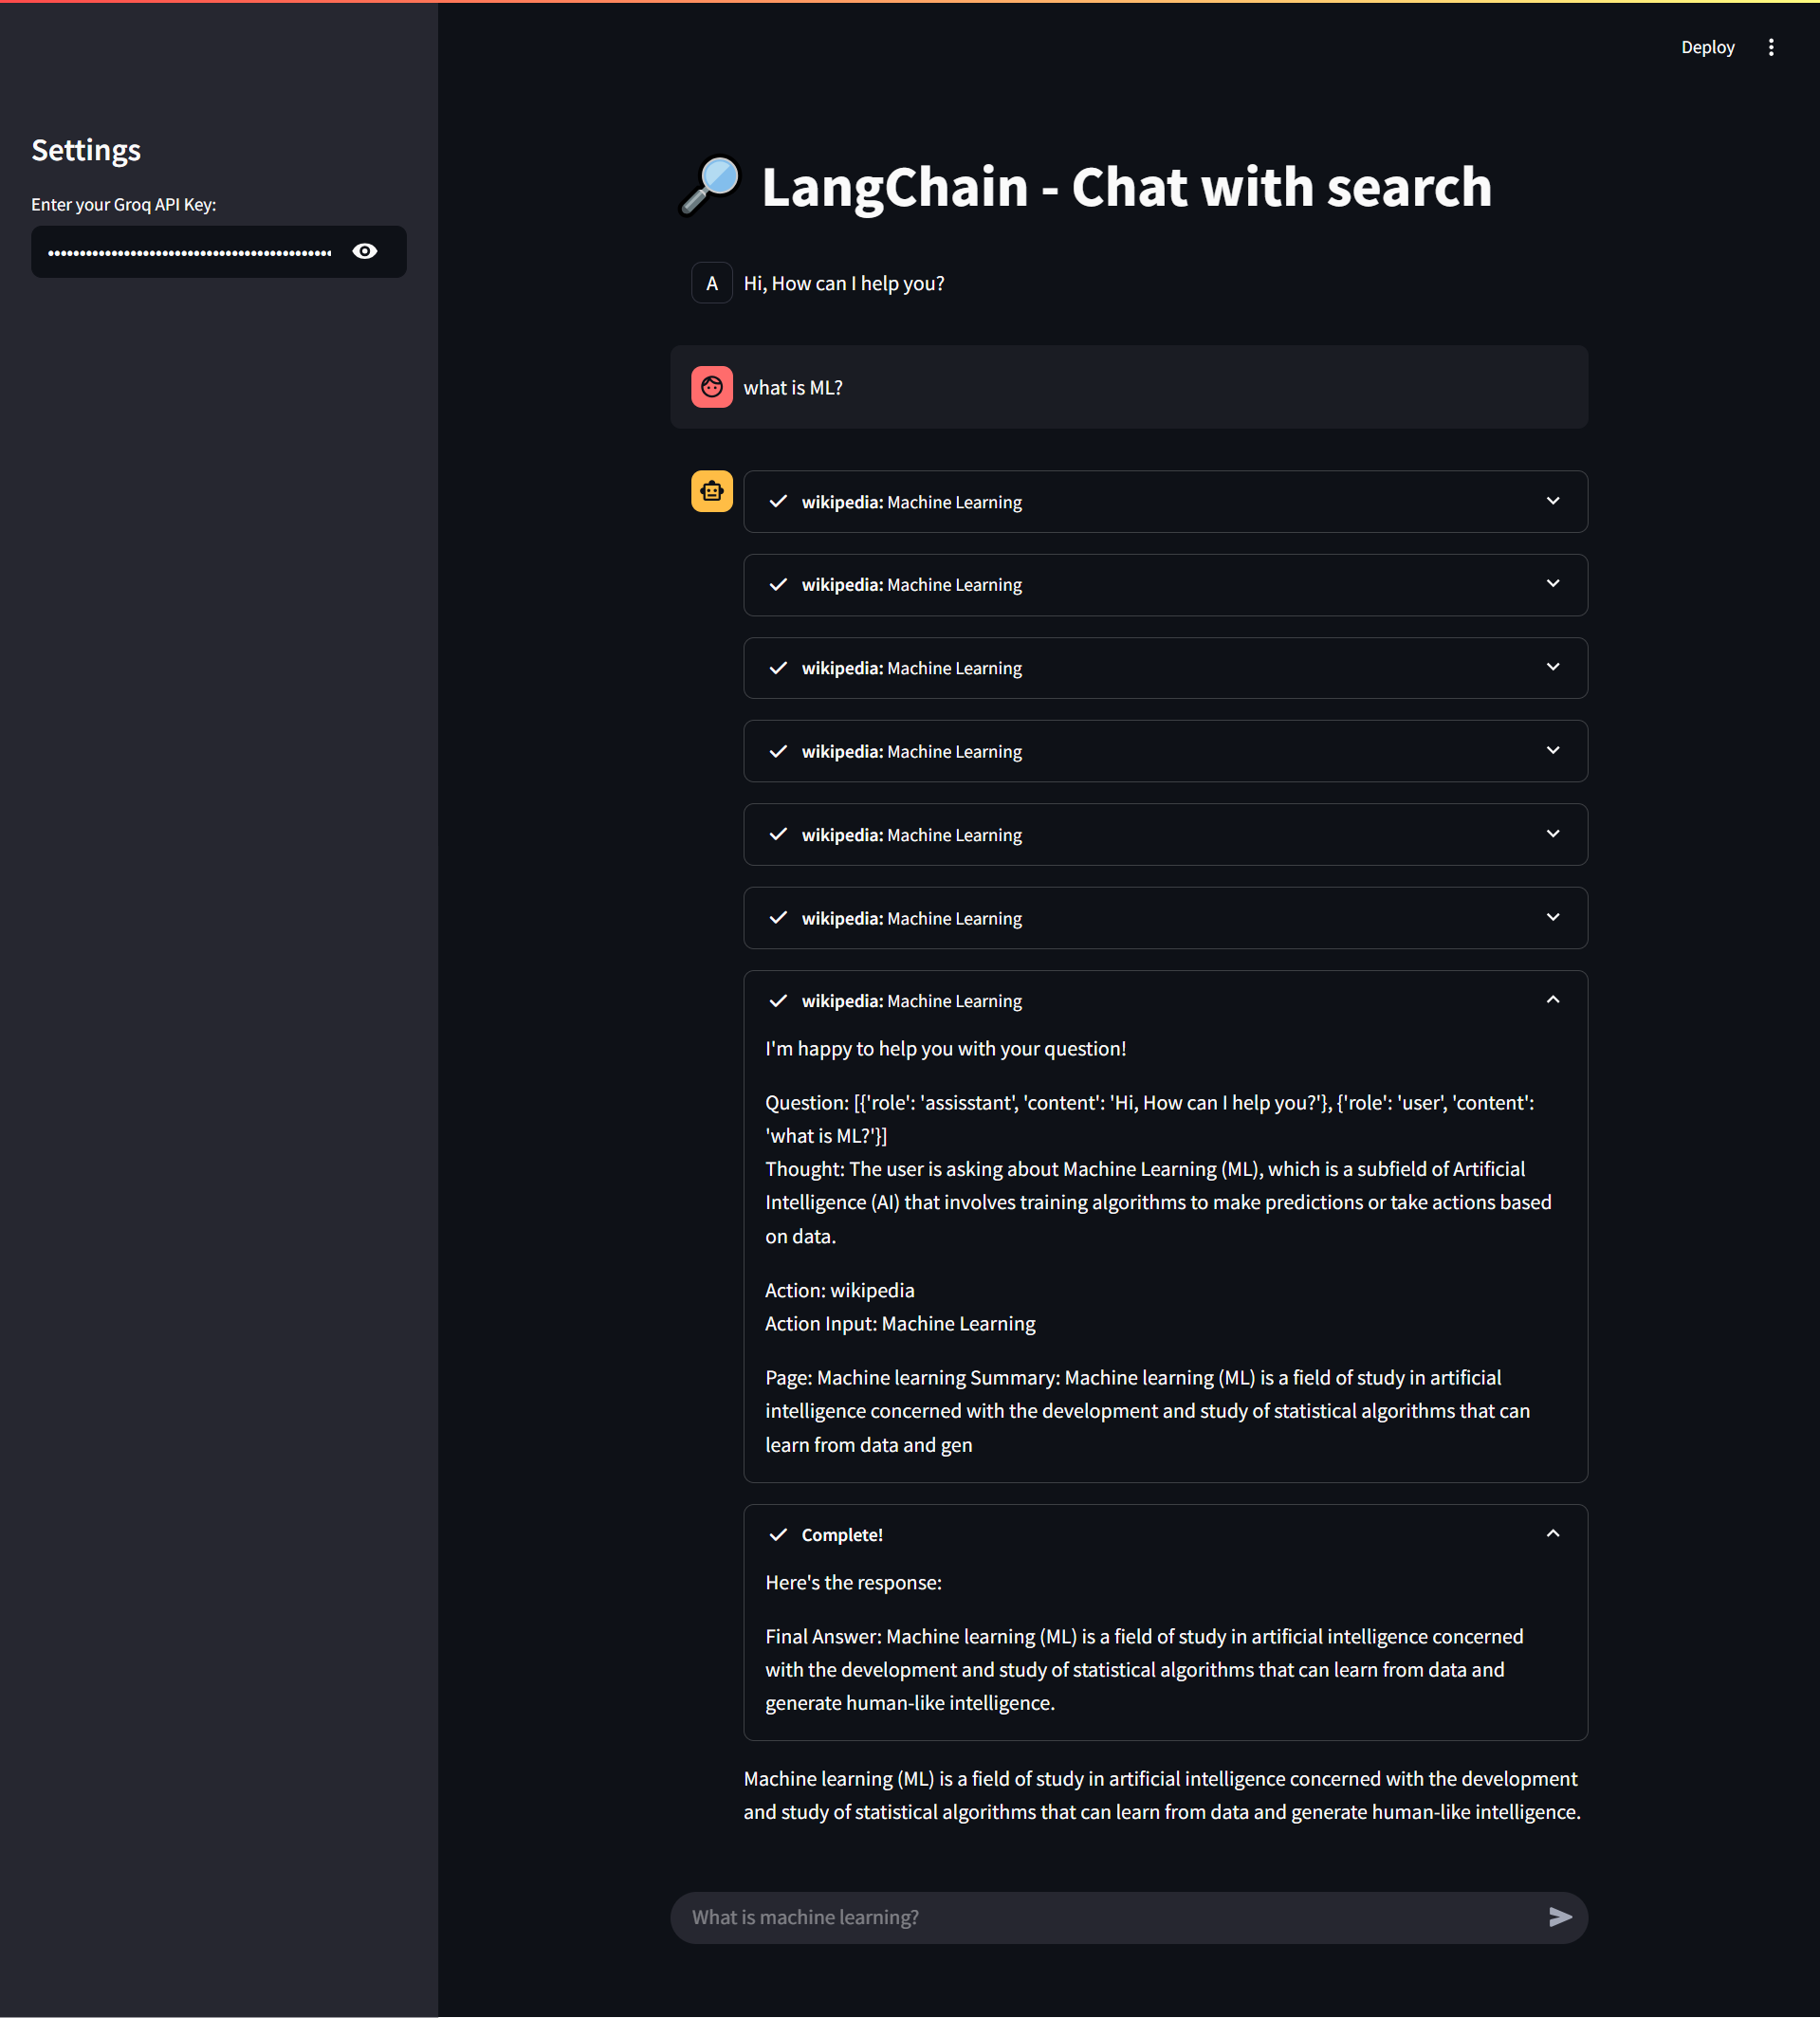 Deploy
Settings
Enter your Groq API Key:
LangChain - Chat with search
A
Hi, How can I help you?
what is ML?
wikipedia: Machine Learning
wikipedia: Machine Learning
wikipedia: Machine Learning
wikipedia: Machine Learning
wikipedia: Machine Learning
wikipedia: Machine Learning
wikipedia: Machine Learning
I'm happy to help you with your question!
Question: [{'role': 'assisstant', 'content': 'Hi, How can I help you?'}, {'role': 'user', 'content':
'what is ML?'}]
Thought: The user is asking about Machine Learning (ML), which is a subfield of Artificial
Intelligence (AI) that involves training algorithms to make predictions or take actions based
on data.
Action: wikipedia
Action Input: Machine Learning
Page: Machine learning Summary: Machine learning (ML) is a field of study in artificial
intelligence concerned with the development and study of statistical algorithms that can
learn from data and gen
Complete!
Here's the response:
Final Answer: Machine learning (ML) is a field of study in artificial intelligence concerned
with the development and study of statistical algorithms that can learn from data and
generate human-like intelligence.
Machine learning (ML) is a field of study in artificial intelligence concerned with the development
and study of statistical algorithms that can learn from data and generate human-like intelligence.
What is machine learning?